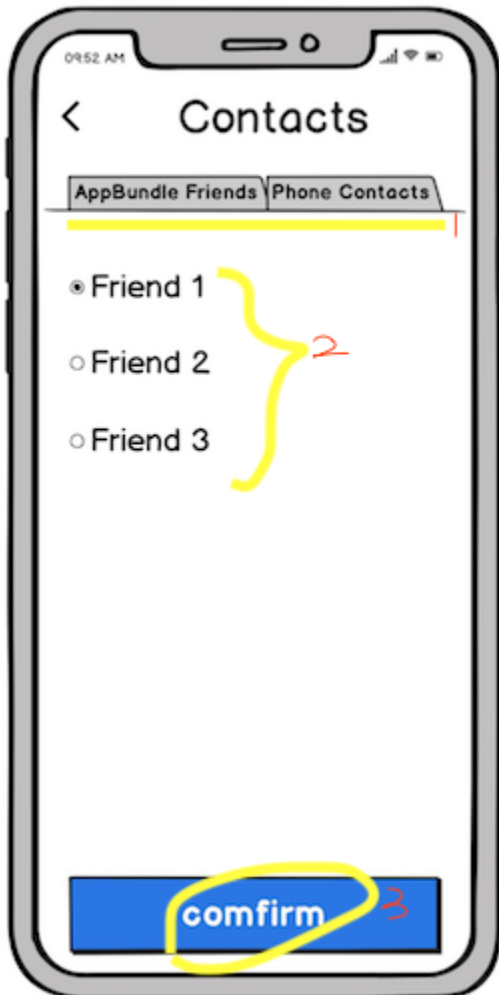 09:52 AM
Contacts
AppBundle Friends Phone Contacts
1
Friend 1
2
Friend 2
Friend 3
comfirm 3